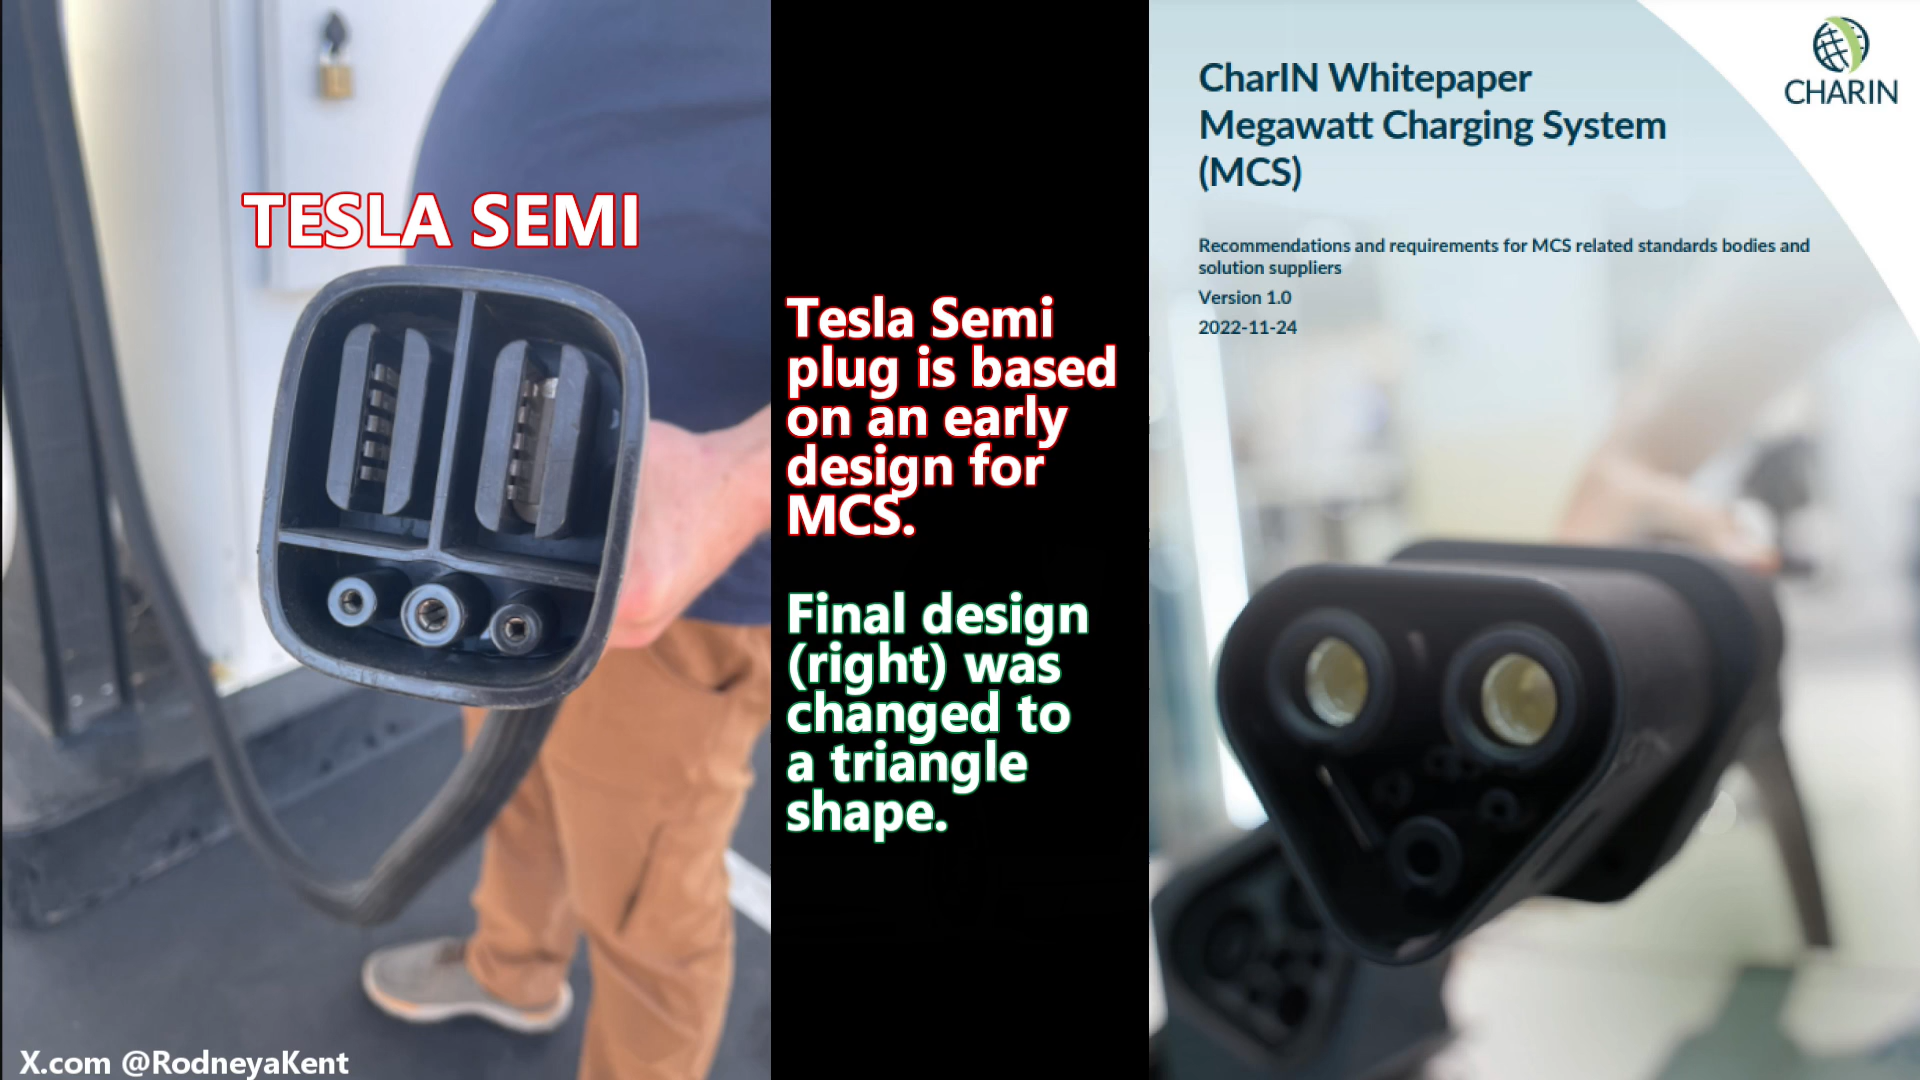 TESLA SEMI
X.com @RodneyaKent
Tesla Semi
plug is based
on an early
design for
MCS.
Final design
(right) was
changed to
a triangle
shape.
CharIN Whitepaper
Megawatt Charging System
(MCS)
Recommendations and requirements for MCS related standards bodies and
solution suppliers
Version 1.0
2022-11-24
CHARIN